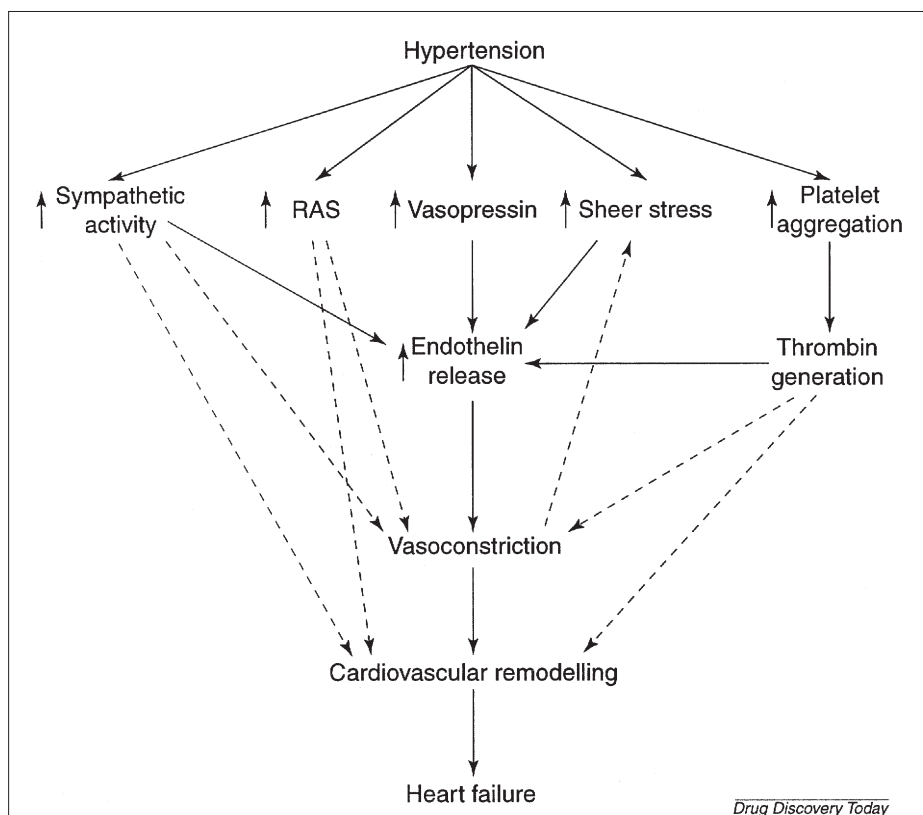 Hypertension
Sympathetic
activity
RAS
Vasopressin
Sheer stress
Platelet
aggregation
Endothelin
release
Thrombin
generation
Vasoconstriction
Cardiovascular remodelling
Heart failure
Drug Discovery Today